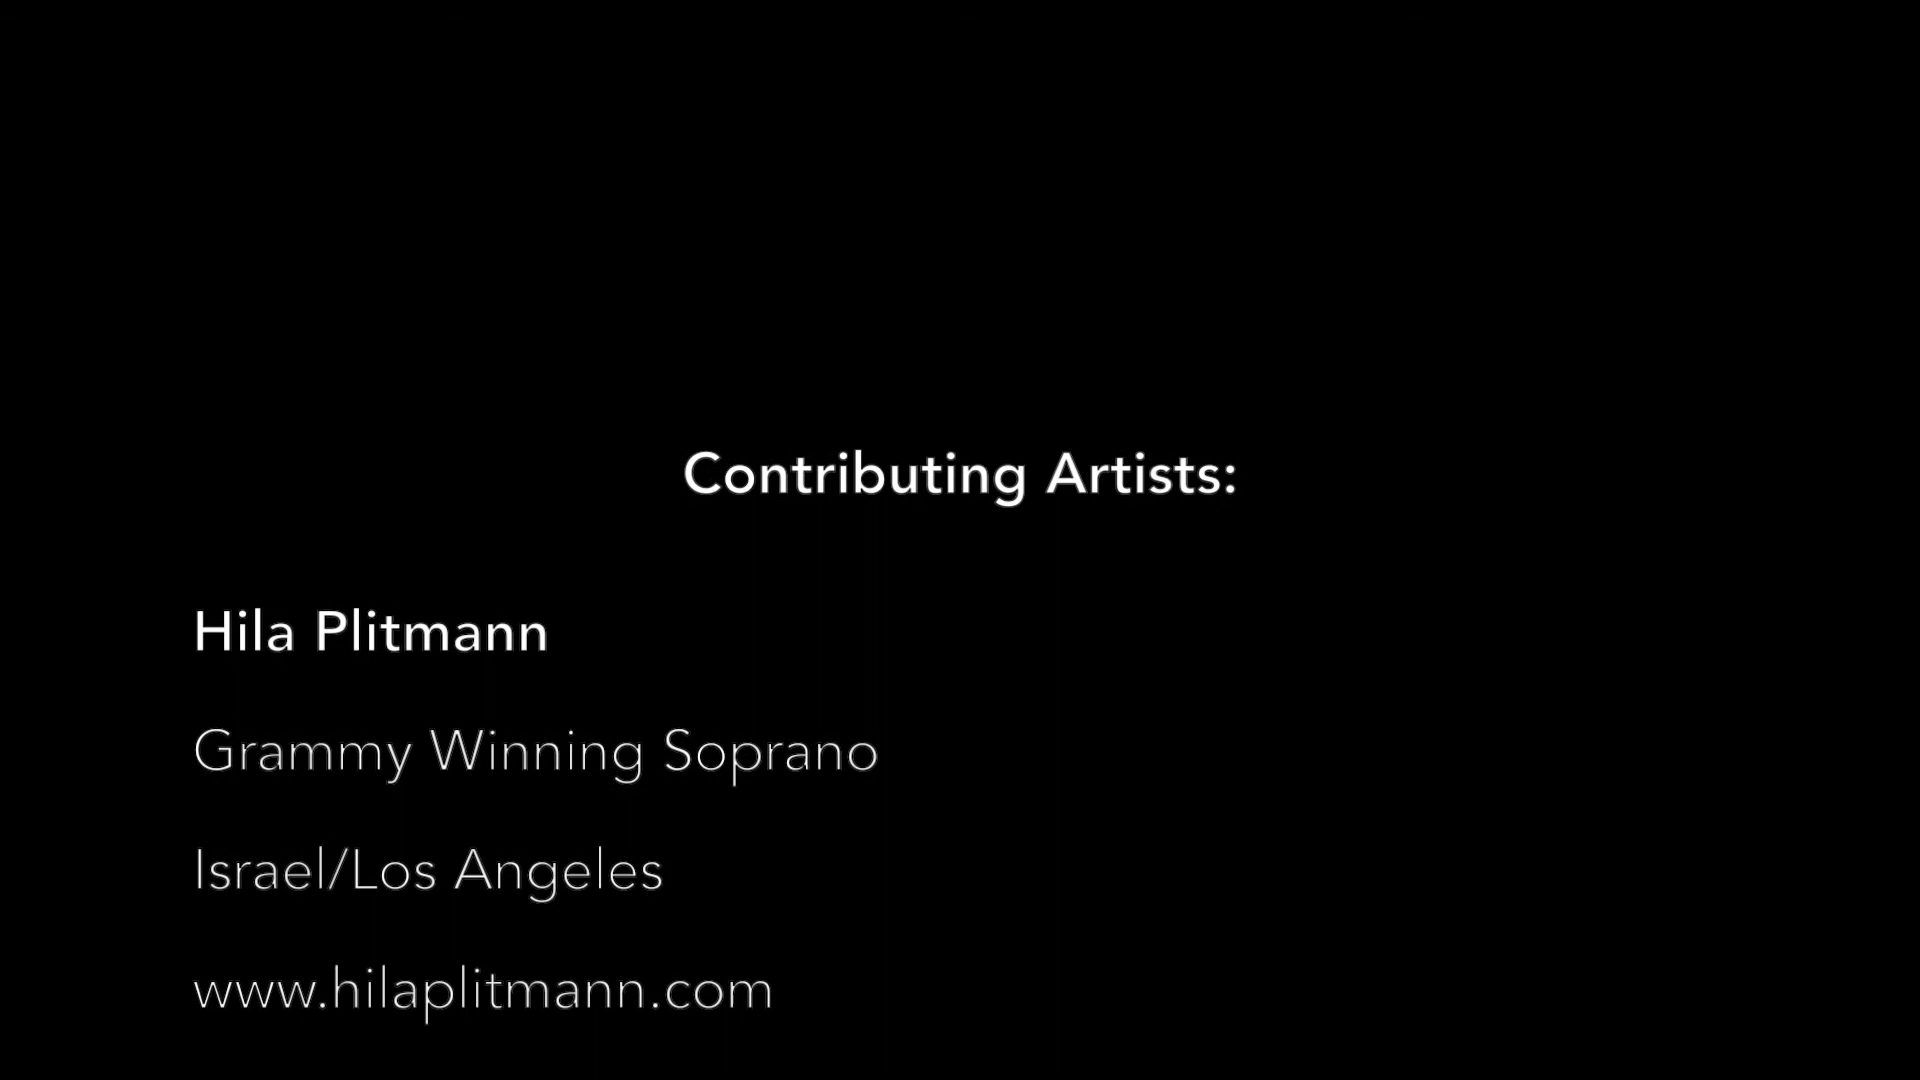 Contributing Artists:
Hila Plitmann
Grammy Winning Soprano
Israel/Los Angeles
www.hilaplitmann.com